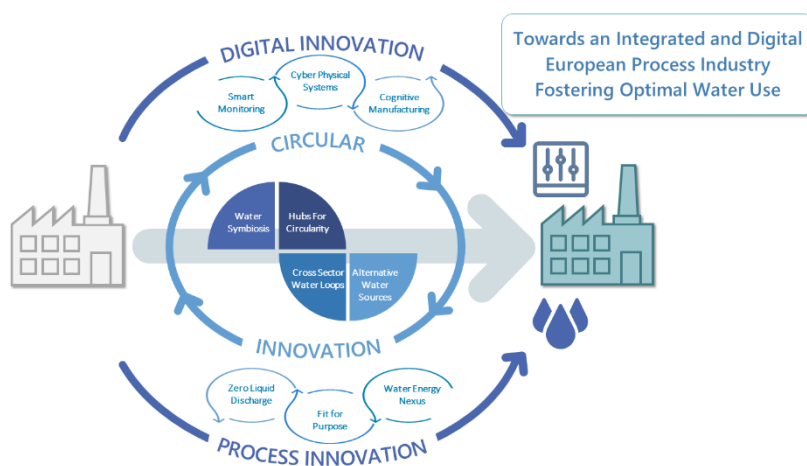 DIGITAL INNOVATION
Towards an Integrated and Digital
European Process Industry
Fostering Optimal Water Use
Cyber Physical
Systems
Smart
Monitoring
Cognitive
Manufacturing
CIRCULAR
Water
Symbiosis
Hubs For
Circularity
Cross Sector
Water Loops
Alternative
Water
Sources
INNOVATION
Zero Liquid
Discharge
Fit for
Purpose
Water Energy
Nexus
PROCESS INNOVATION